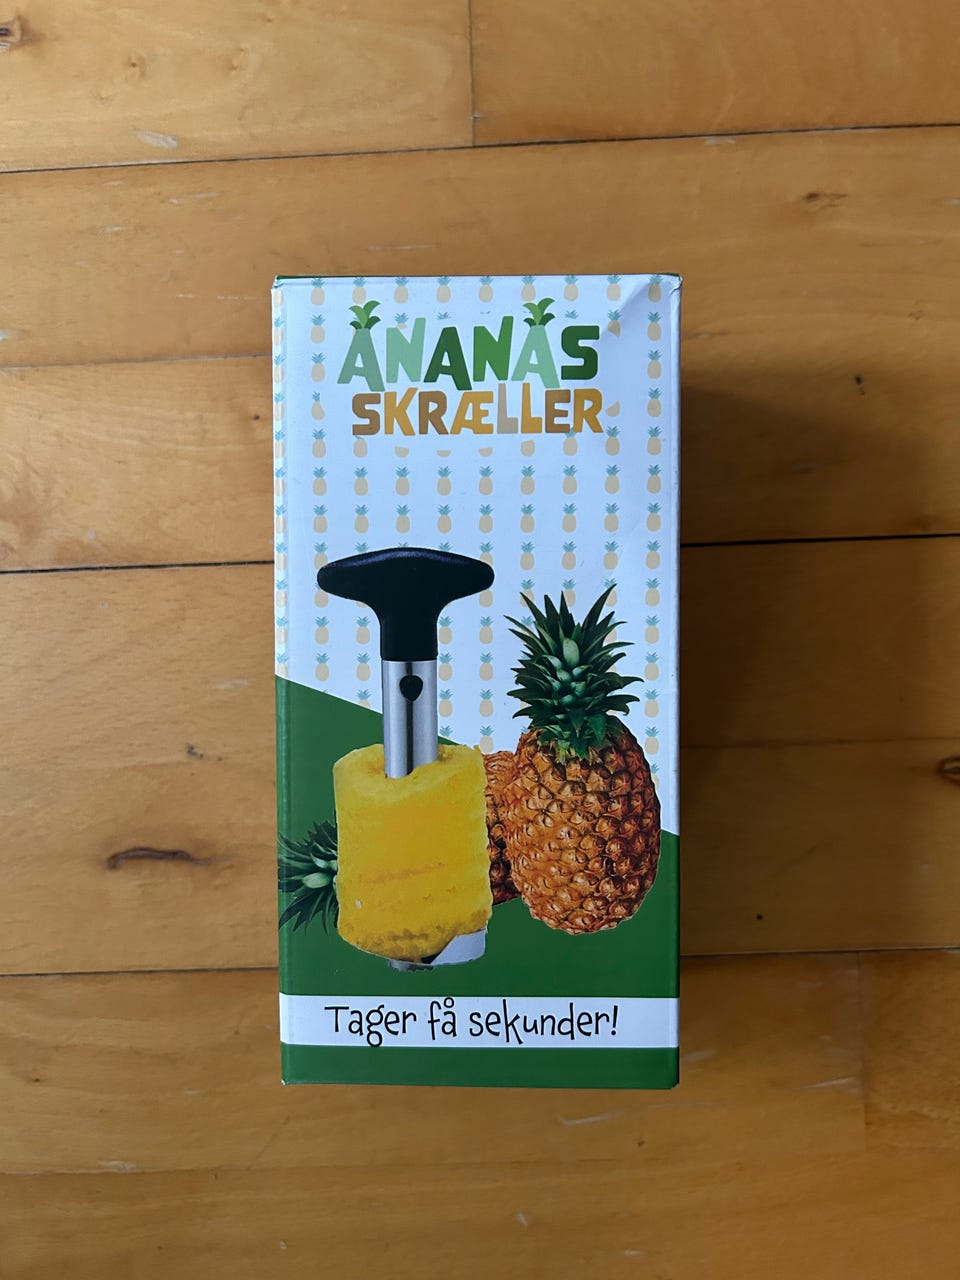 ANANAS
SKRÆLLER
Tager få sekunder!